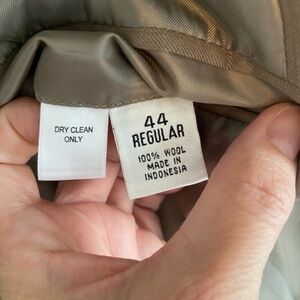 DRY CLEAN
ONLY
44
REGULAR
100% WOOL
MADE IN
INDONESIA